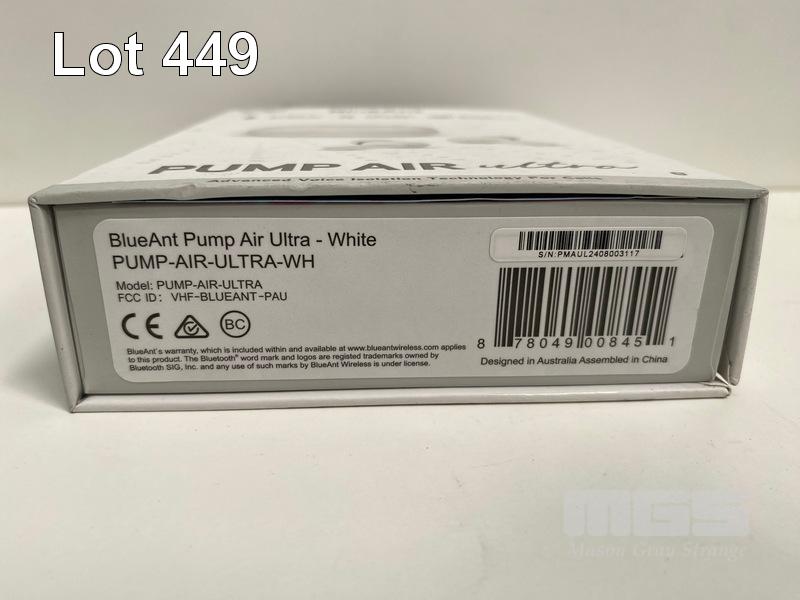 Lot 449
PUMP AIR ultra
Advanced Voice Isolation Technology For Calls
BlueAnt Pump Air Ultra - White
PUMP-AIR-ULTRA-WH
Model: PUMP-AIR-ULTRA
FCC ID: VHF-BLUEANT-PAU
CE BC
BlueAnt's warranty, which is included within and available at www.blueantwireless.com applies
to this product. The Bluetooth® word mark and logos are registered trademarks owned by
Bluetooth SIG, Inc. and any use of such marks by BlueAnt Wireless is under license.
S/N:PMAUL2408003117
8 78049 00845 1
Designed in Australia Assembled in China
MGS
Mason Gray Strange